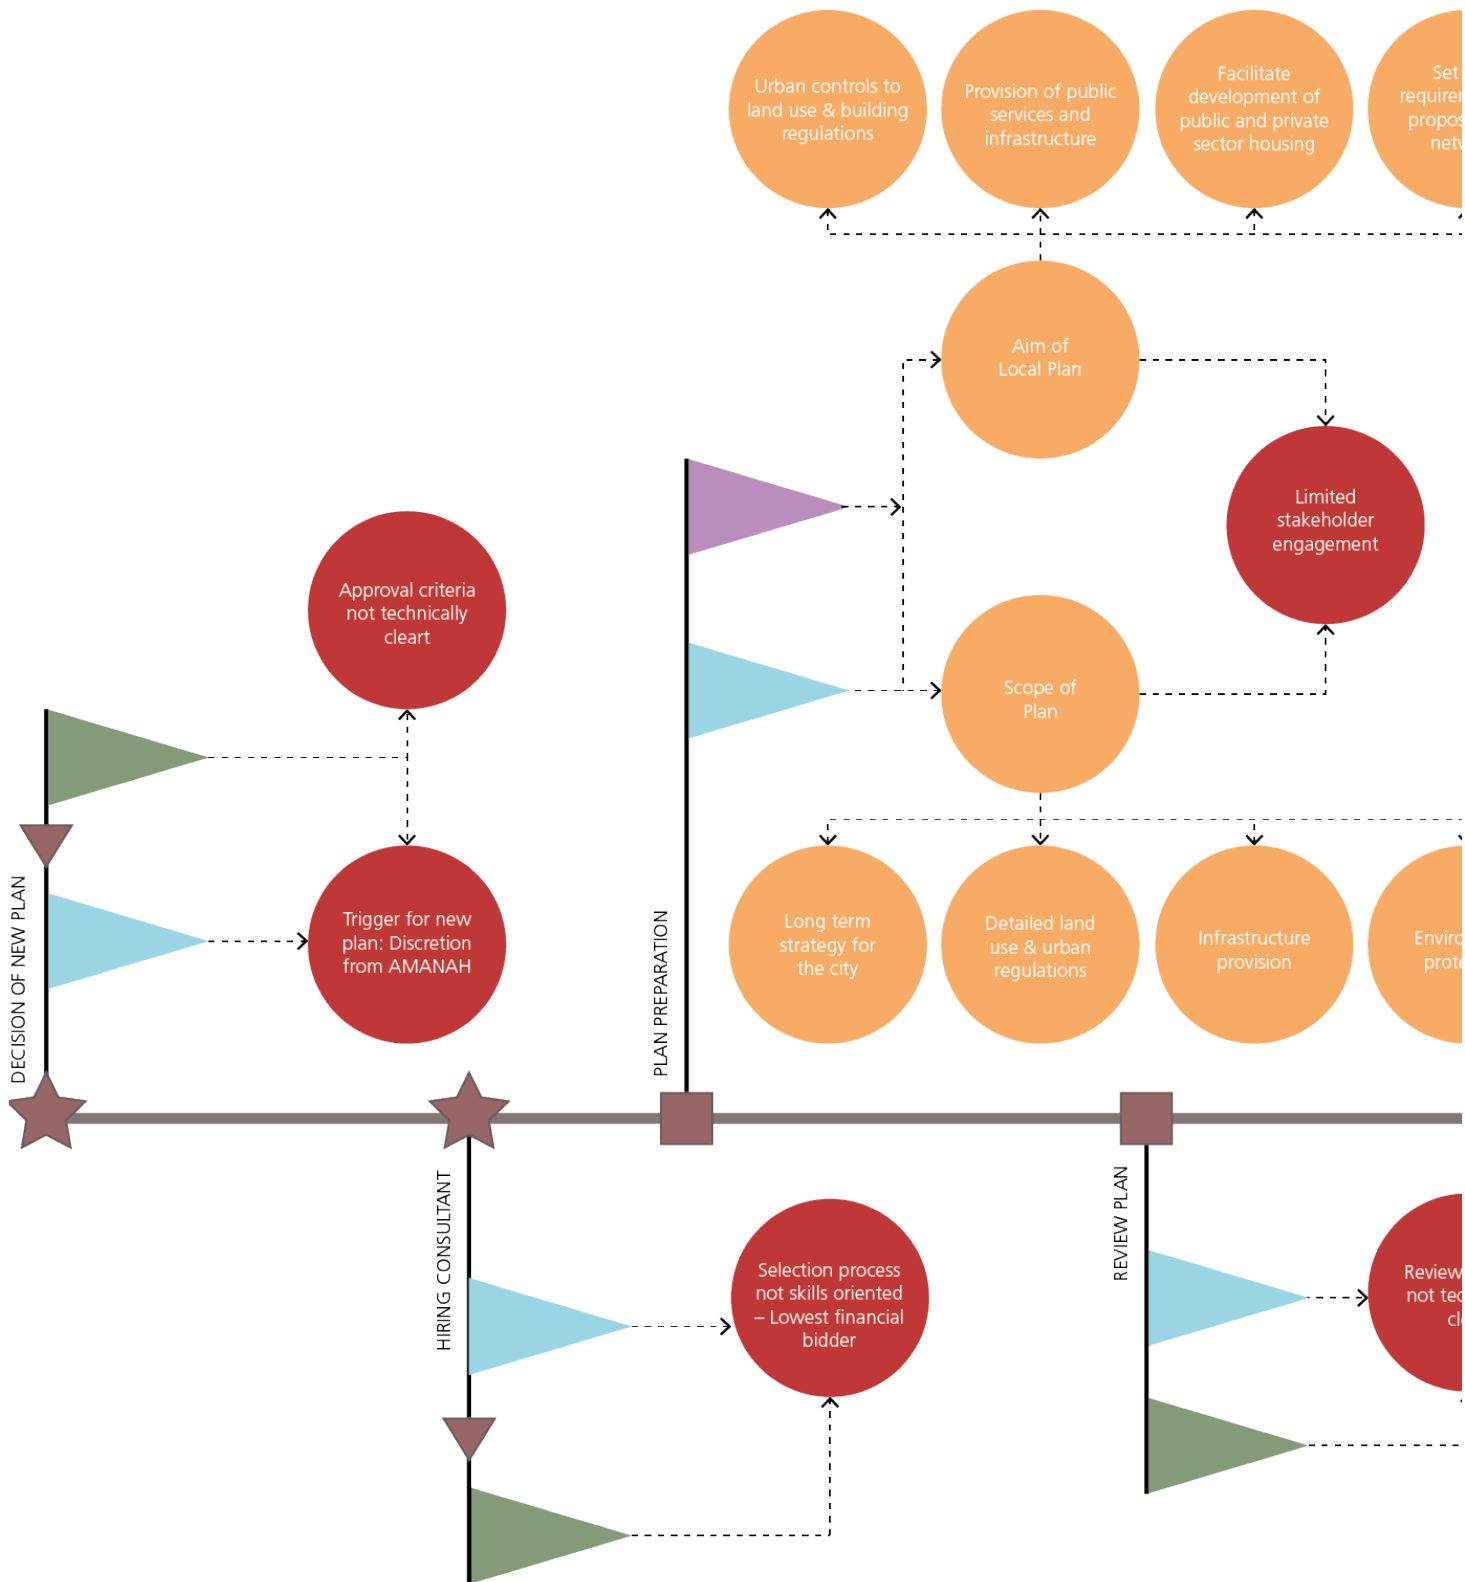 Urban controls to
land use & building
regulations
Provision of public
services and
infrastructure
Facilitate
development of
public and private
sector housing
Set
Aim of
Local Plan
Limited
stakeholder
engagement
Approval criteria
not technically
cleart
Scope of
Plan
Trigger for new
plan: Discretion
from AMANAH
Long term
strategy for
the city
Detailed land
use & urban
regulations
Infrastructure
provision
DECISION OF NEW PLAN
PLAN PREPARATION
HIRING CONSULTANT
REVIEW PLAN
Selection process
not skills oriented
– Lowest financial
bidder
Review
not